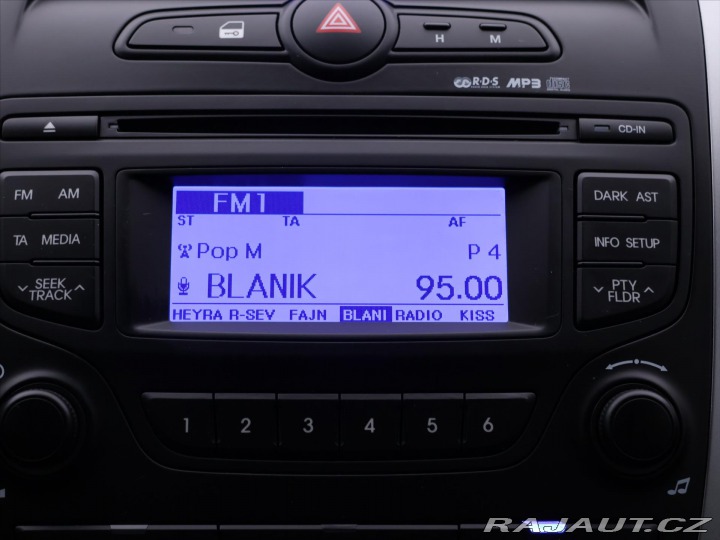 H M
R·D·S MP3
CD-IN
FM AM
FM1
DARK AST
ST TA AF
TA MEDIA
Pop M P 4
INFO SETUP
SEEK TRACK
BLANIK 95.00
PTY FLDR
HEYRA R-SEV FAJN BLANI RADIO KISS
1 2 3 4 5 6
RAJAUT.CZ